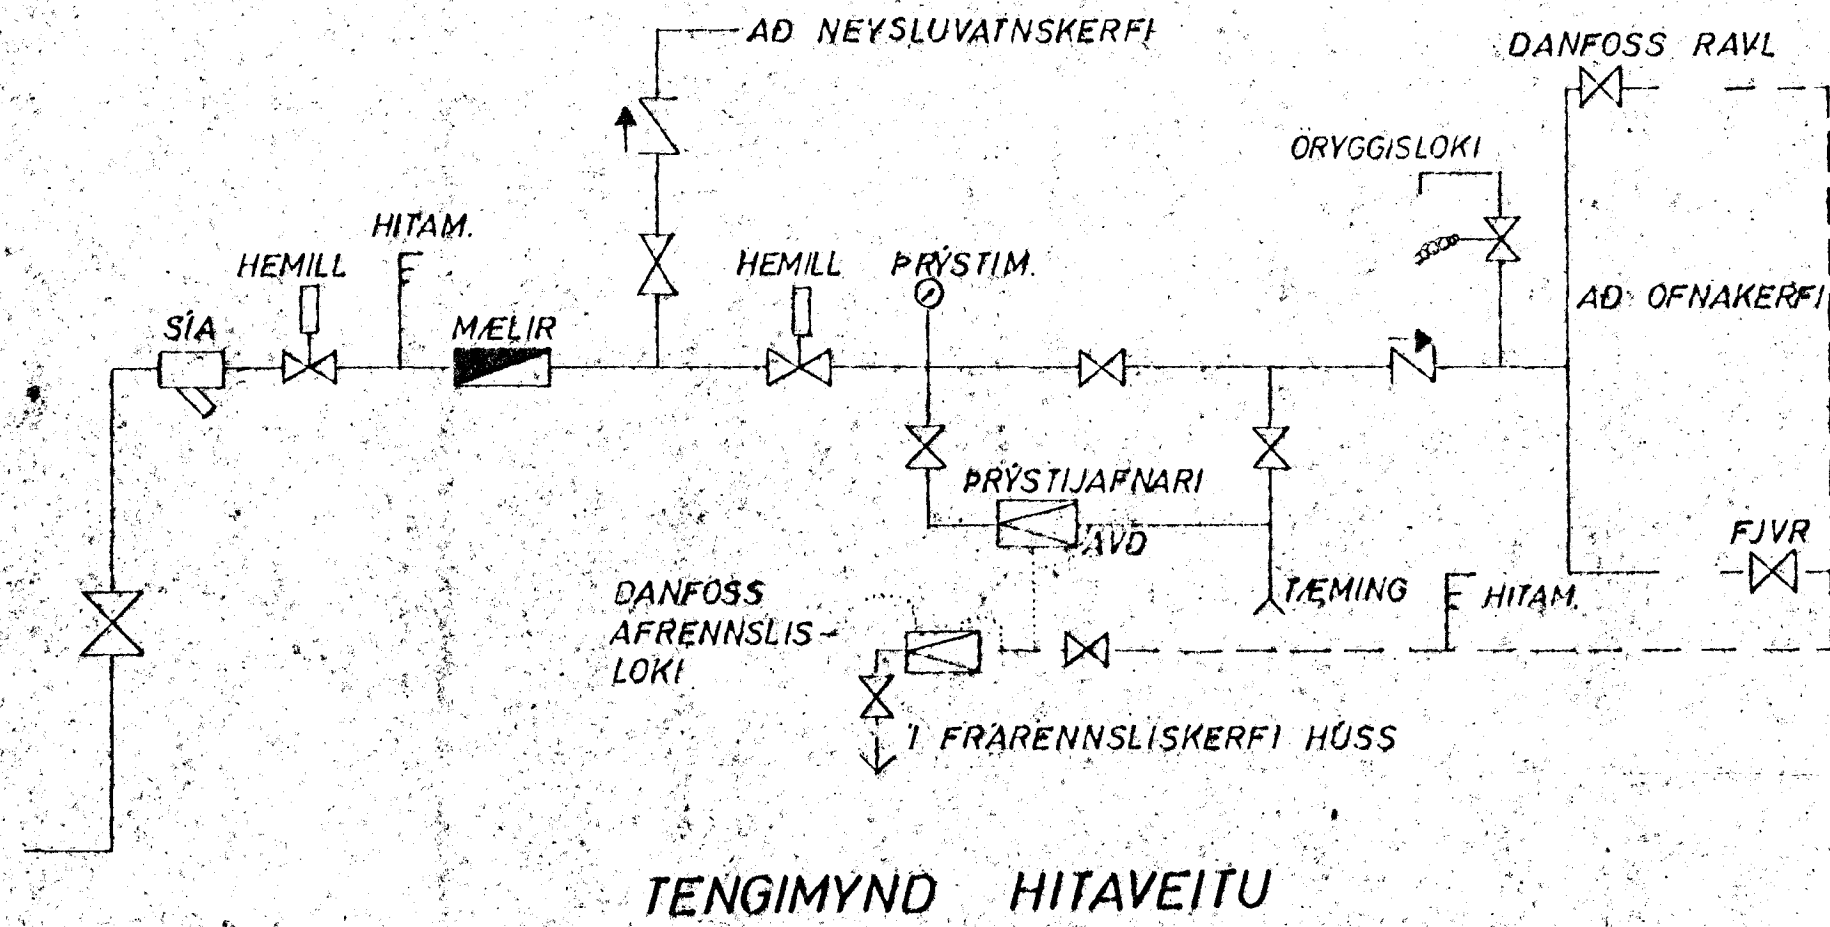 AÐ NEYSLUVATNSKERFI
DANFOSS RAVL
ÖRYGGISLOKI
HITAM.
HEMILL
HEMILL
ÞRÝSTIM.
AÐ OFNAKERFI
SÍA
MÆLIR
ÞRÝSTIJAFNARI
AVD
FJVR
DANFOSS
AFRENNSLIS-
LOKI
TÆMING
HITAM.
Í FRÁRENNSLISKERFI HÚSS
TENGIMYND HITAVEITU